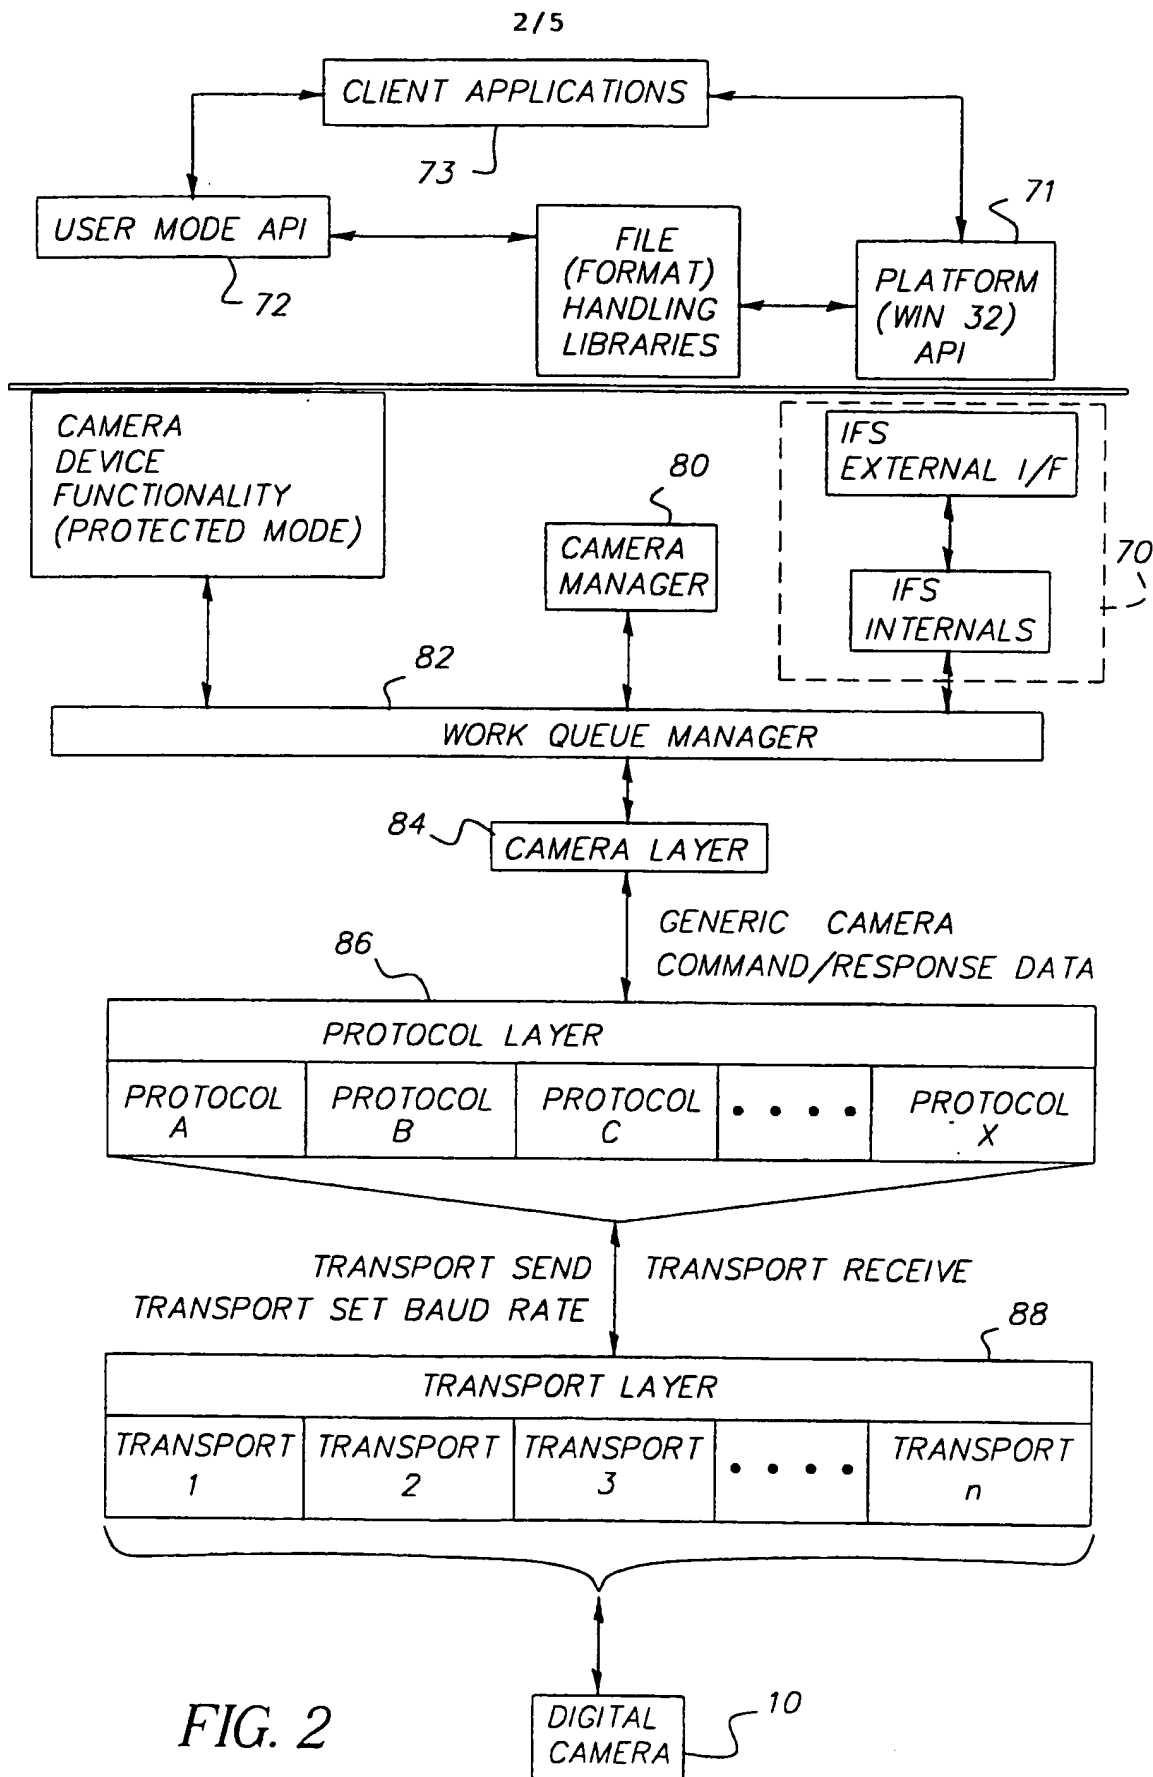 2/5
CLIENT APPLICATIONS
73
71
USER MODE API
72
FILE
(FORMAT)
HANDLING
LIBRARIES
PLATFORM
(WIN 32)
API
CAMERA
DEVICE
FUNCTIONALITY
(PROTECTED MODE)
80
CAMERA
MANAGER
IFS
EXTERNAL I/F
70
IFS
INTERNALS
82
WORK QUEUE MANAGER
84
CAMERA LAYER
GENERIC CAMERA
COMMAND/RESPONSE DATA
86
PROTOCOL LAYER
PROTOCOL
A
PROTOCOL
B
PROTOCOL
C
• • • •
PROTOCOL
X
TRANSPORT SEND
TRANSPORT SET BAUD RATE
TRANSPORT RECEIVE
88
TRANSPORT LAYER
TRANSPORT
1
TRANSPORT
2
TRANSPORT
3
• • • •
TRANSPORT
n
10
DIGITAL
CAMERA
FIG. 2